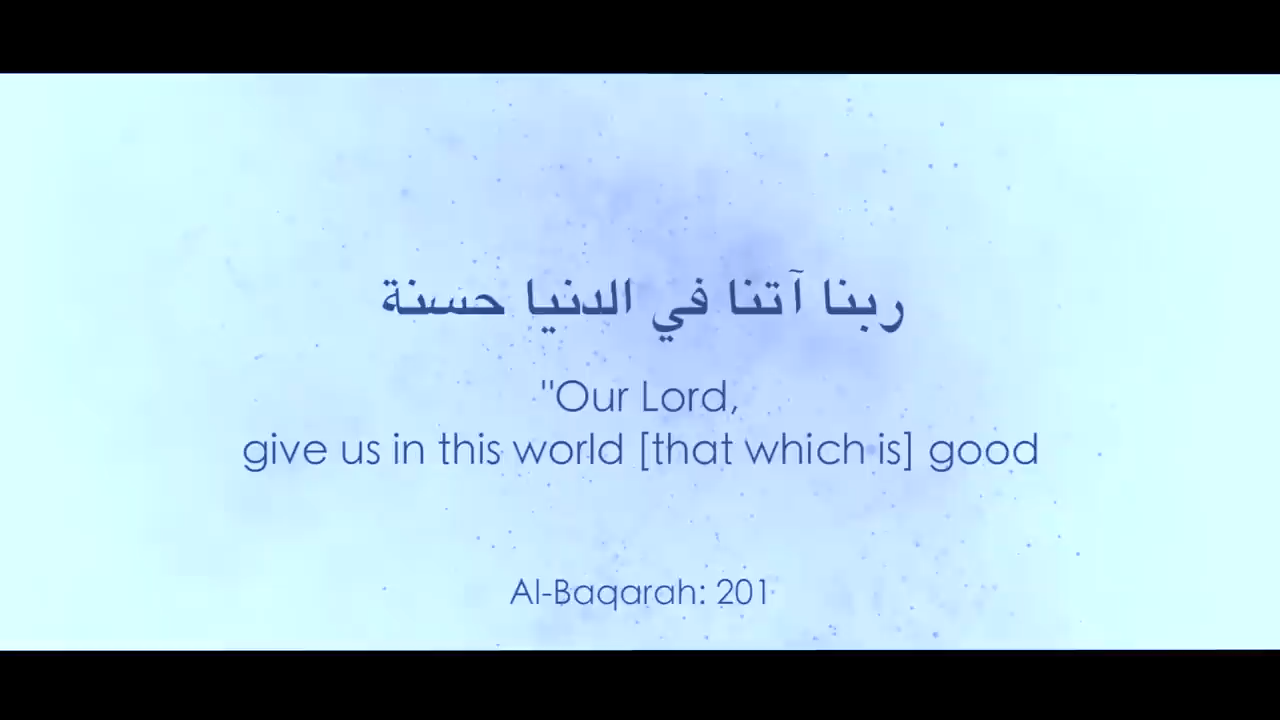 ربنا آتنا في الدنيا حسنة
"Our Lord,
give us in this world [that which is] good
Al-Baqarah: 201